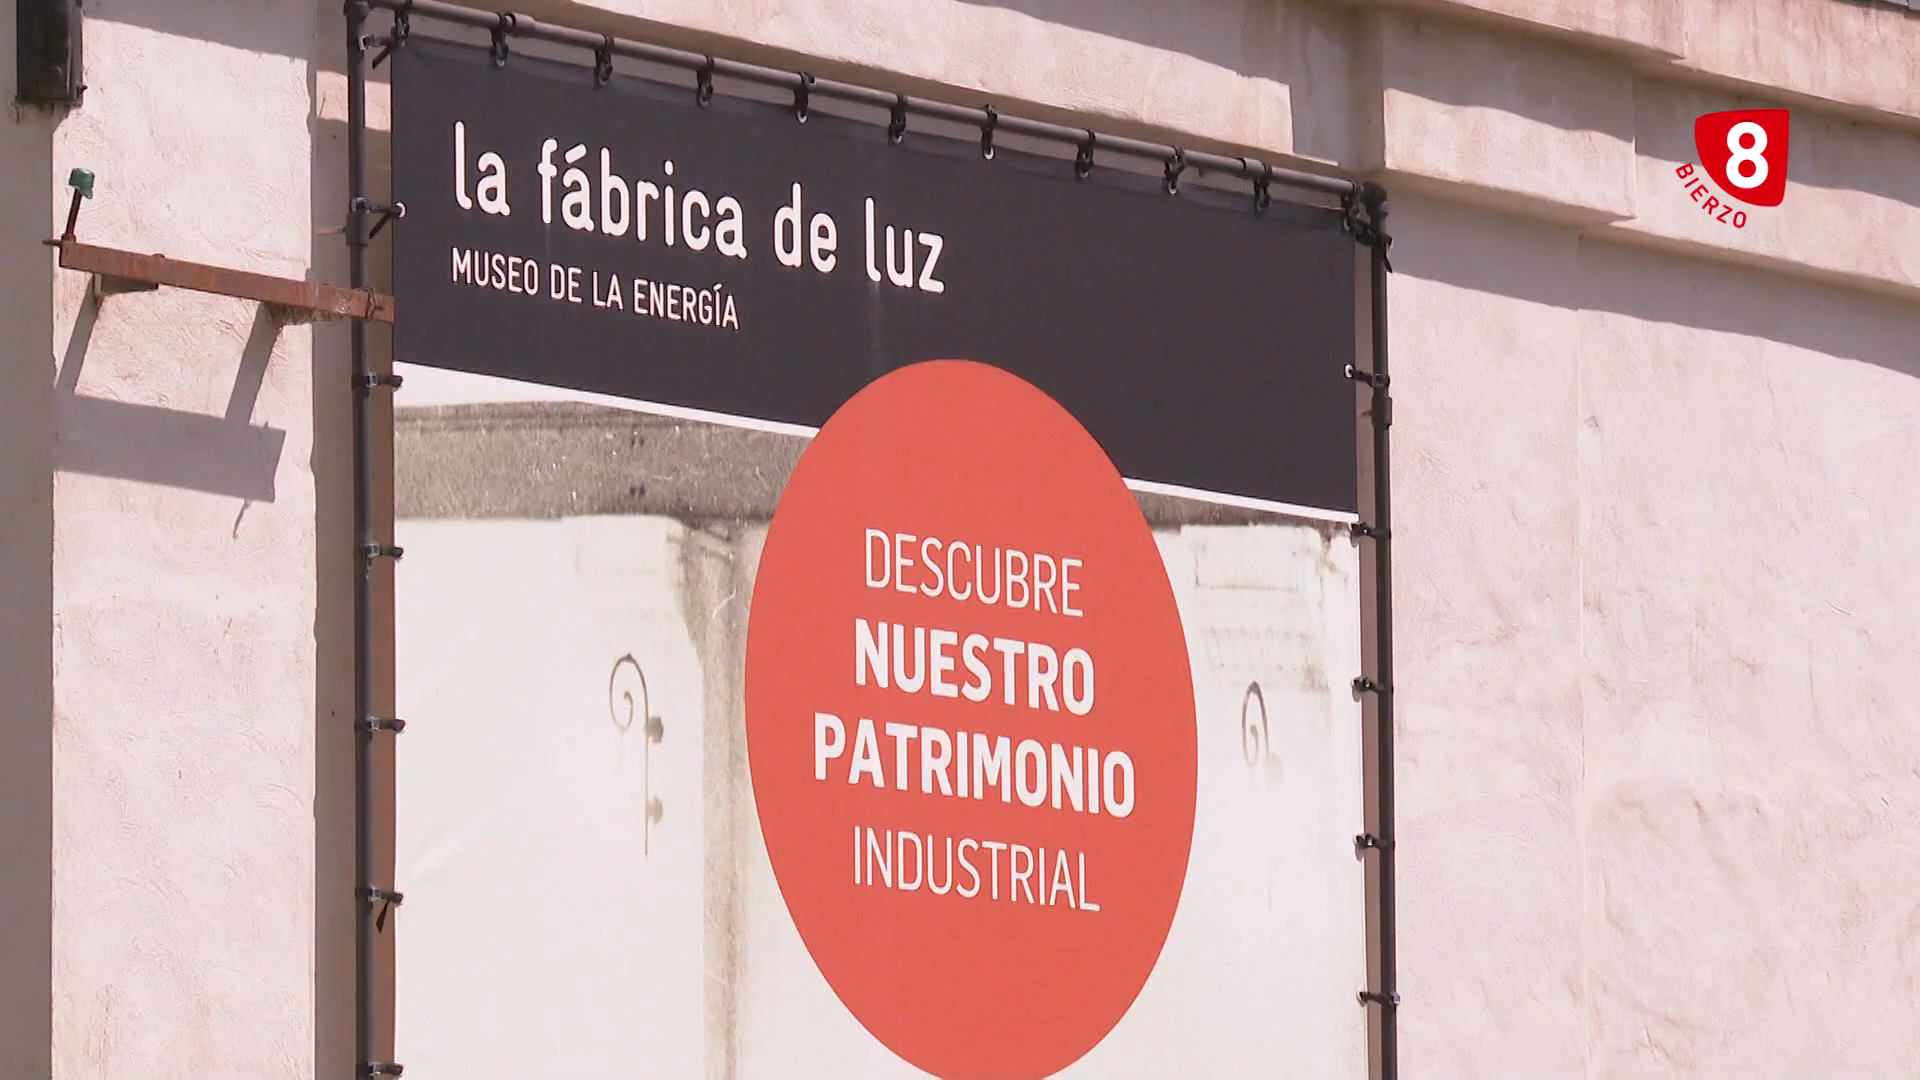 la fábrica de luz
MUSEO DE LA ENERGÍA
DESCUBRE
NUESTRO
PATRIMONIO
INDUSTRIAL
8
BIERZO